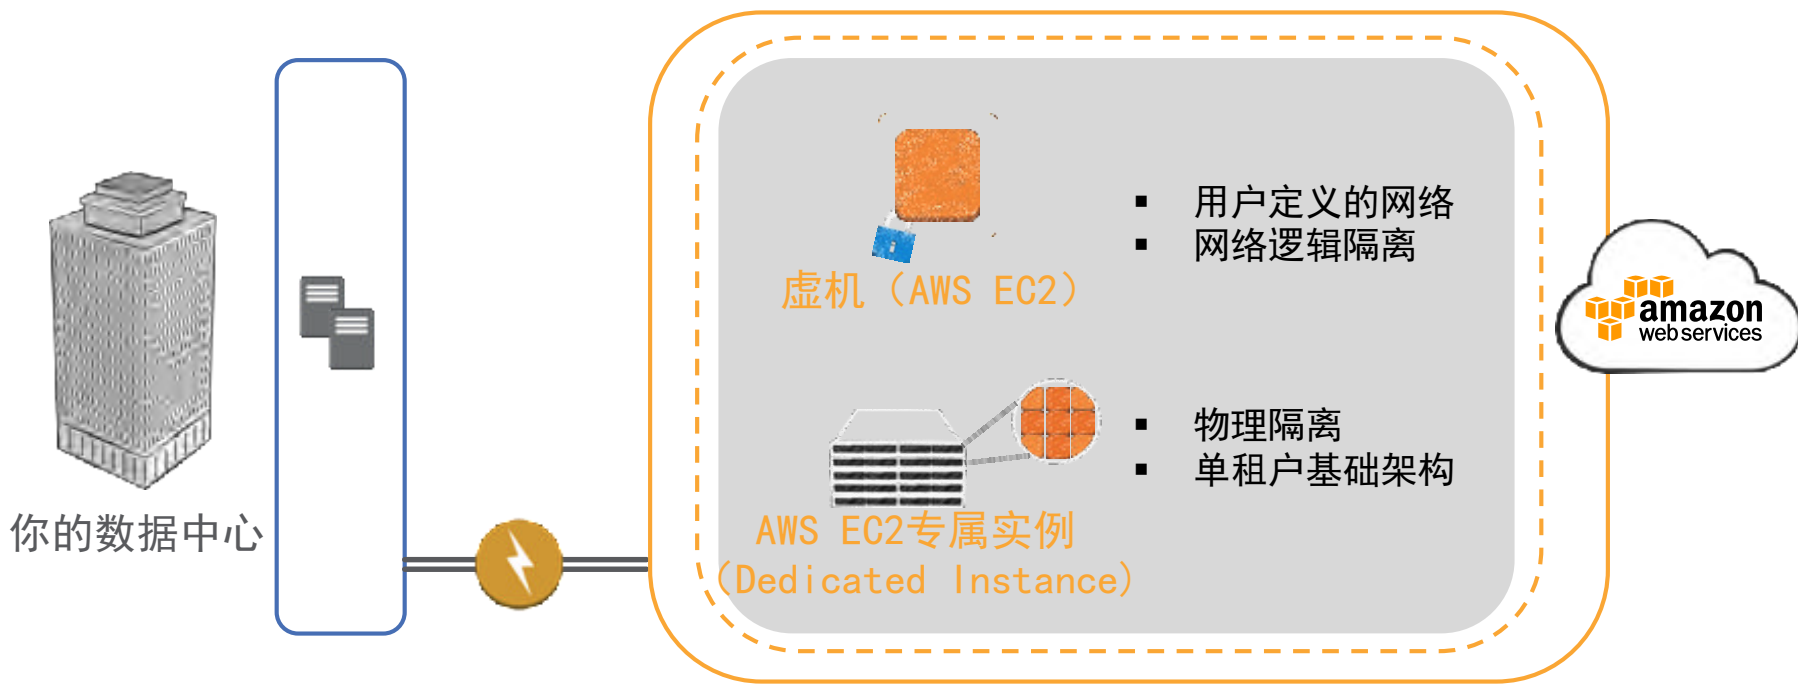 你的数据中心
虚机（AWS EC2）
▪ 用户定义的网络
▪ 网络逻辑隔离
AWS EC2专属实例
（Dedicated Instance）
▪ 物理隔离
▪ 单租户基础架构
amazon
web services